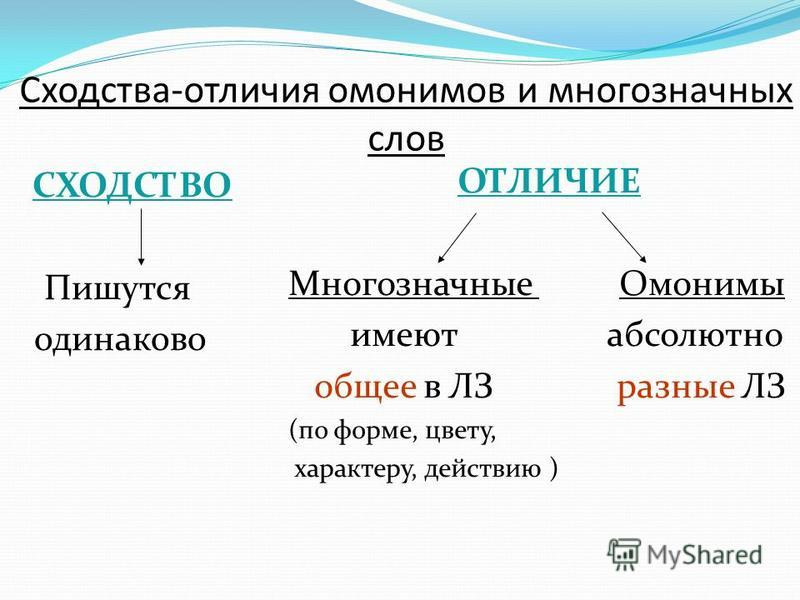 Сходства-отличия омонимов и многозначных
слов
СХОДСТВО
Пишутся
одинаково
ОТЛИЧИЕ
Многозначные
имеют
общее в ЛЗ
(по форме, цвету,
характеру, действию )
Омонимы
абсолютно
разные ЛЗ
MyShared